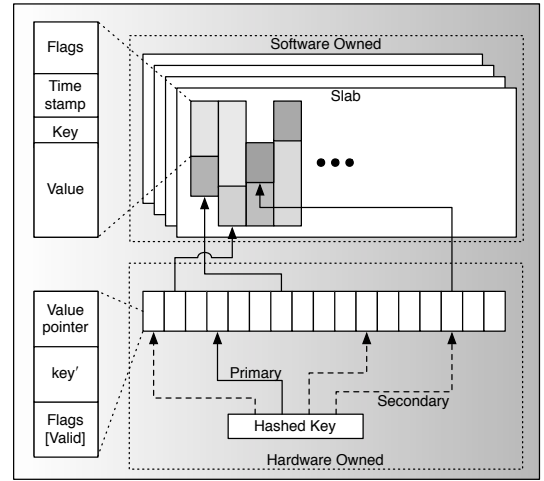 Flags
Time
stamp
Key
Value
Software Owned
Slab
Value
pointer
key′
Flags
[Valid]
Primary
Secondary
Hashed Key
Hardware Owned